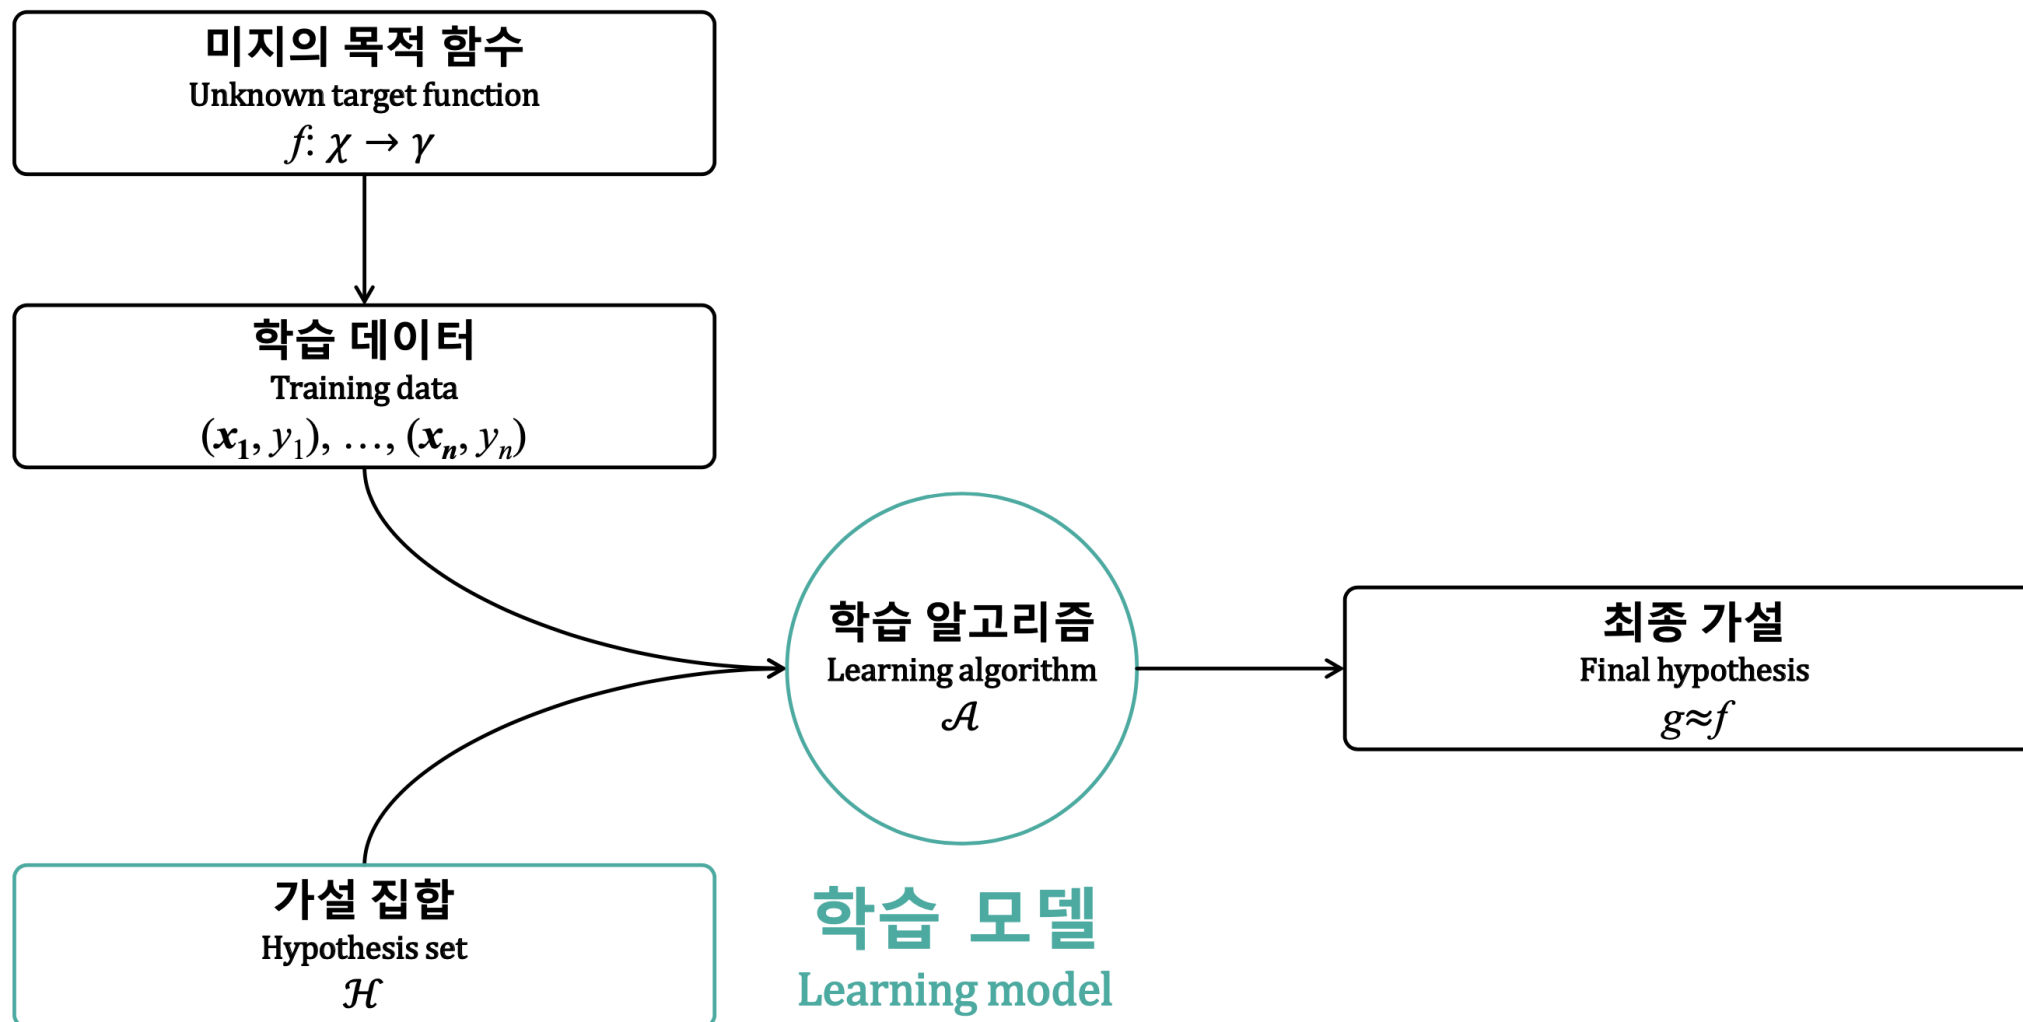 미지의 목적 함수
Unknown target function
f: χ → γ
학습 데이터
Training data
(x₁, y₁), …, (xₙ, yₙ)
학습 알고리즘
Learning algorithm
𝒜
최종 가설
Final hypothesis
g≈f
가설 집합
Hypothesis set
ℋ
학습 모델
Learning model